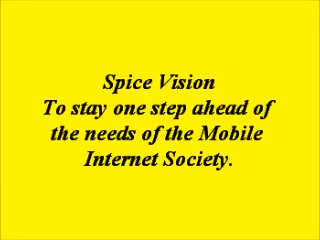 Spice Vision
To stay one step ahead of
the needs of the Mobile
Internet Society.